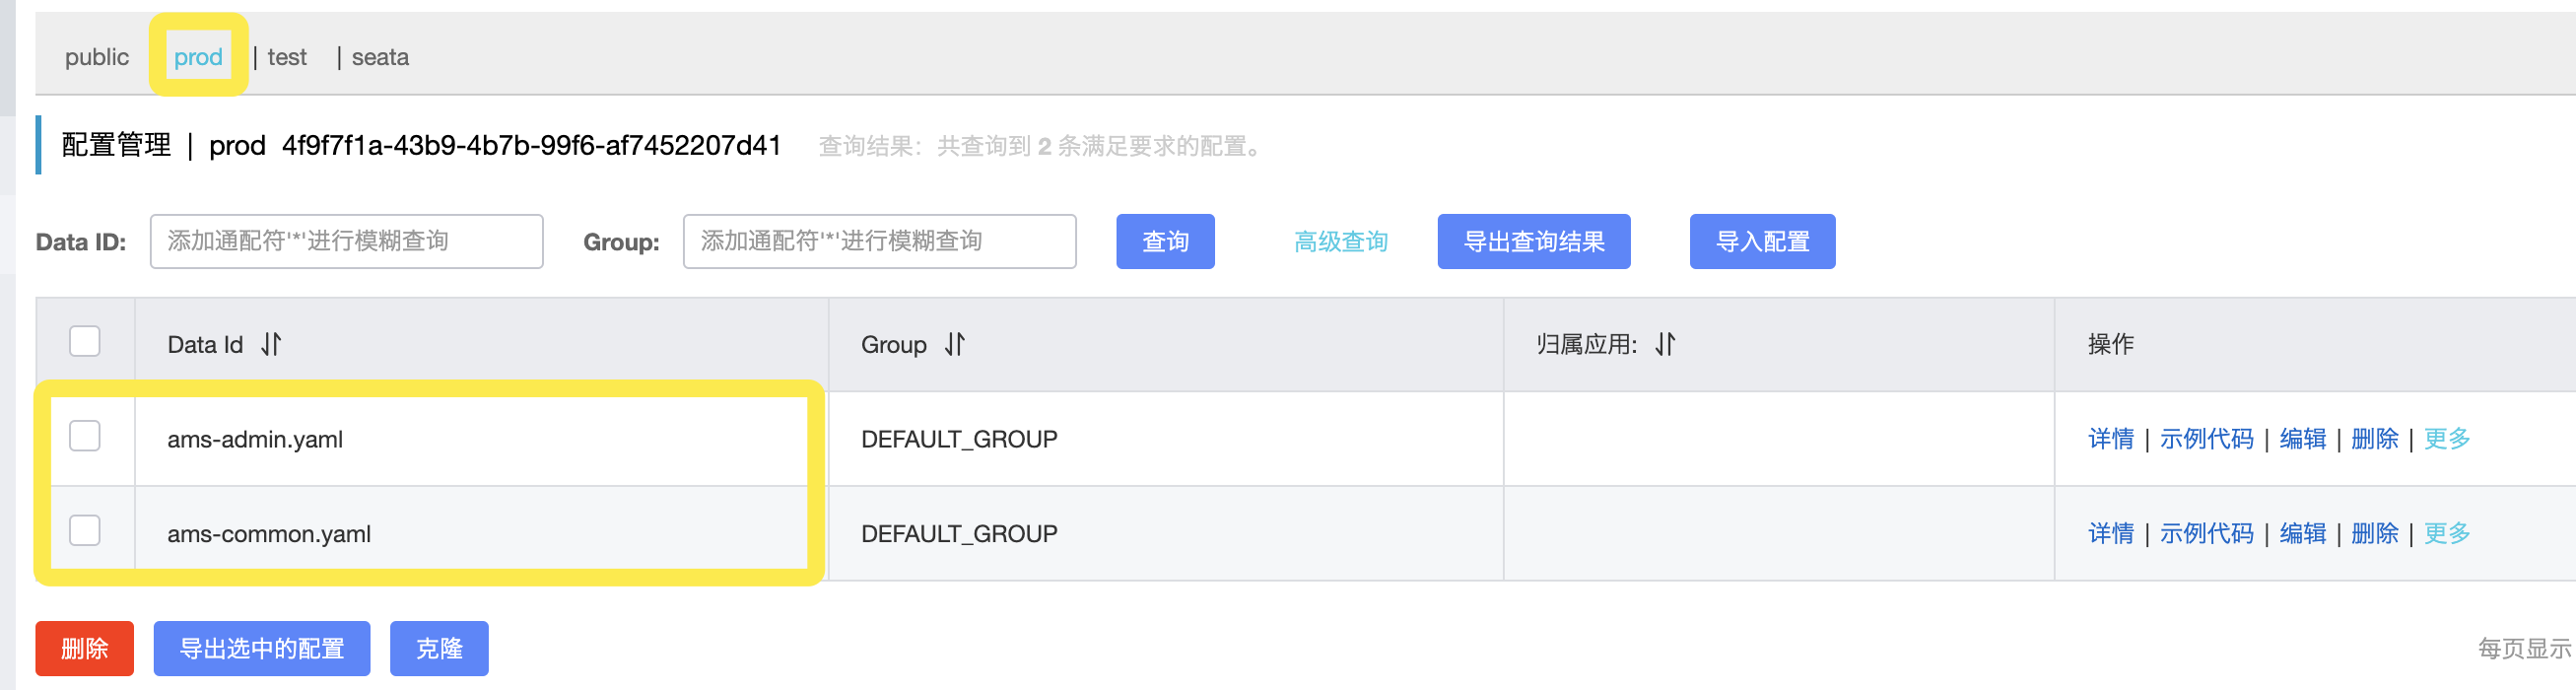 public prod | test | seata
配置管理 | prod 4f9f7f1a-43b9-4b7b-99f6-af7452207d41 查询结果：共查询到 2 条满足要求的配置。
Data ID: 添加通配符'*'进行模糊查询 Group: 添加通配符'*'进行模糊查询 查询 高级查询 导出查询结果 导入配置
Data Id Group 归属应用: 操作
ams-admin.yaml DEFAULT_GROUP 详情 | 示例代码 | 编辑 | 删除 | 更多
ams-common.yaml DEFAULT_GROUP 详情 | 示例代码 | 编辑 | 删除 | 更多
删除 导出选中的配置 克隆 每页显示